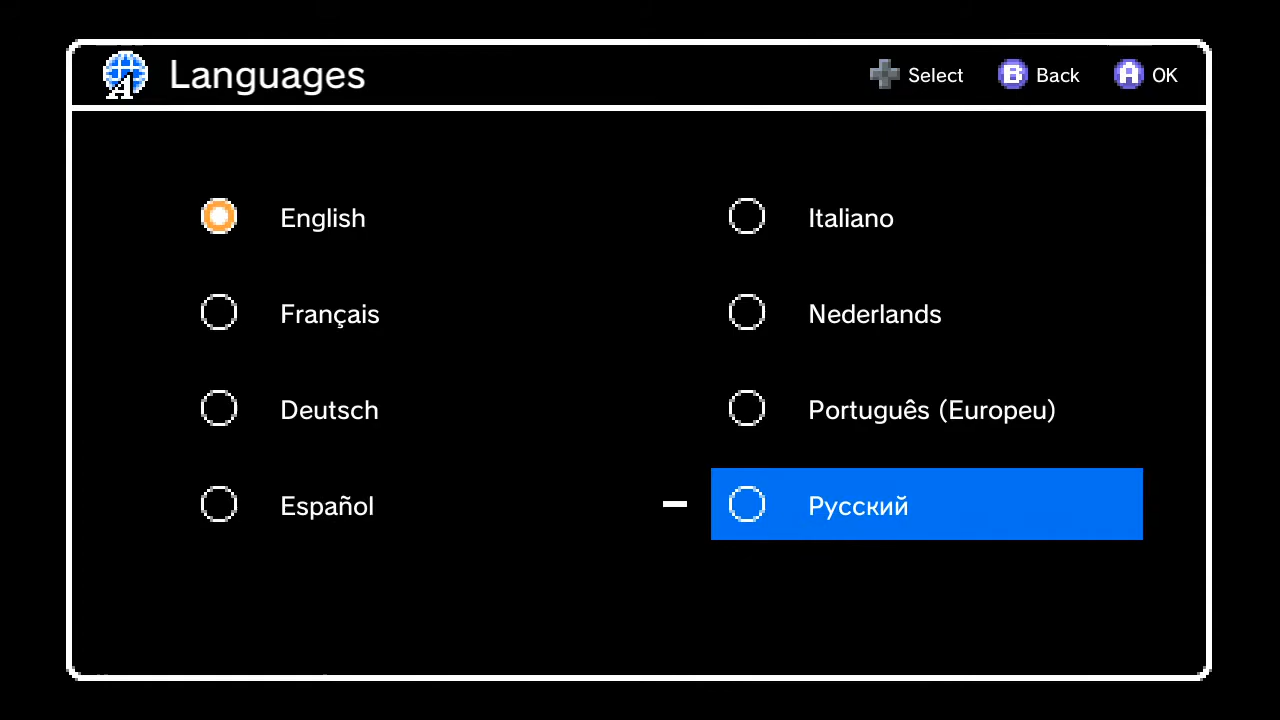 Languages
Select
B Back
A OK
English
Français
Deutsch
Español
Italiano
Nederlands
Português (Europeu)
Русский